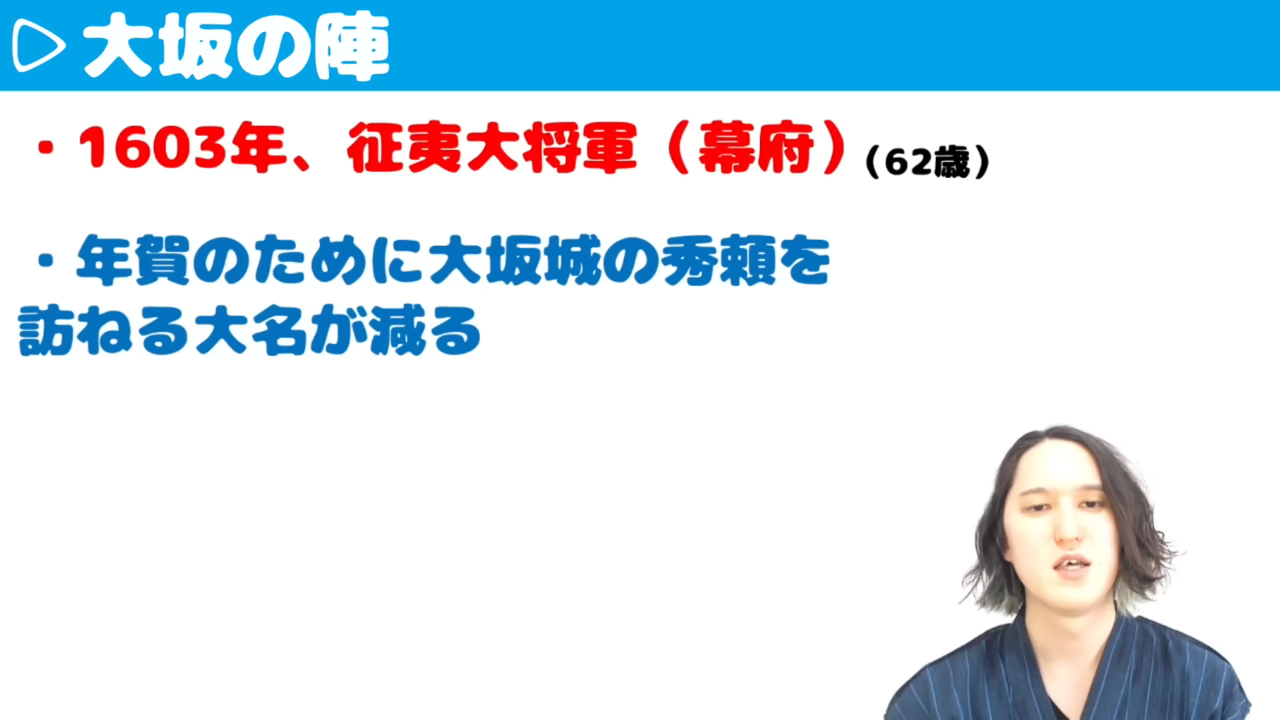 大坂の陣
・1603年、征夷大将軍（幕府）（62歳）
・年賀のために大坂城の秀頼を
訪ねる大名が減る